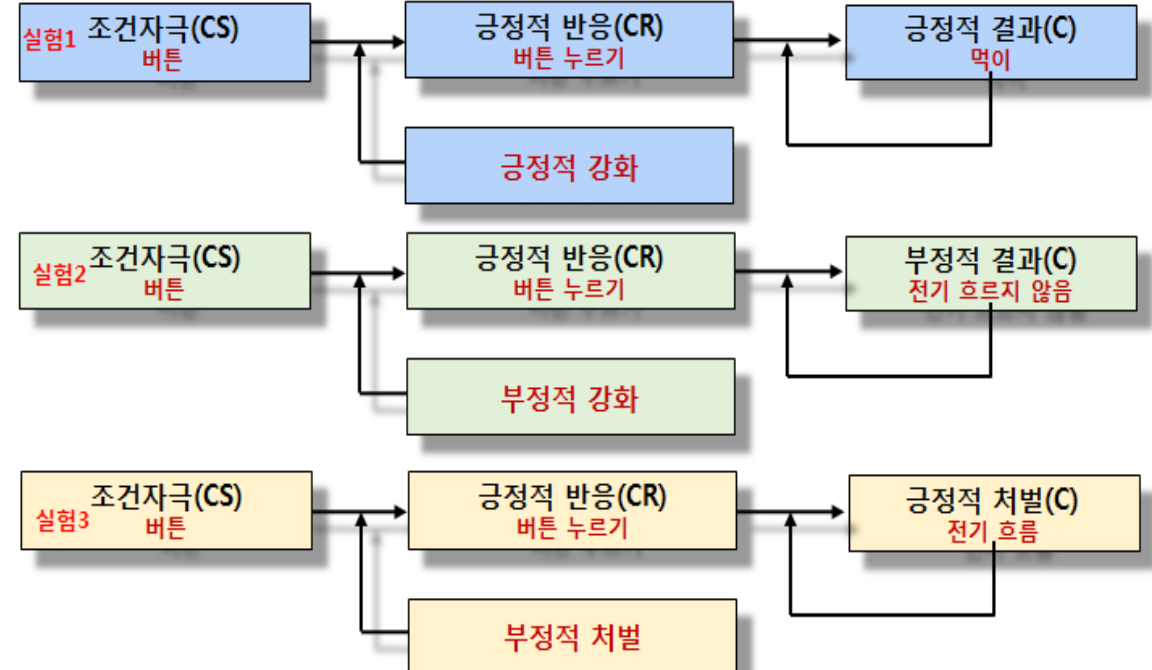 실험1 조건자극(CS)
버튼
긍정적 반응(CR)
버튼 누르기
긍정적 결과(C)
먹이
긍정적 강화
실험2 조건자극(CS)
버튼
긍정적 반응(CR)
버튼 누르기
부정적 결과(C)
전기 흐르지 않음
부정적 강화
실험3 조건자극(CS)
버튼
긍정적 반응(CR)
버튼 누르기
긍정적 처벌(C)
전기 흐름
부정적 처벌